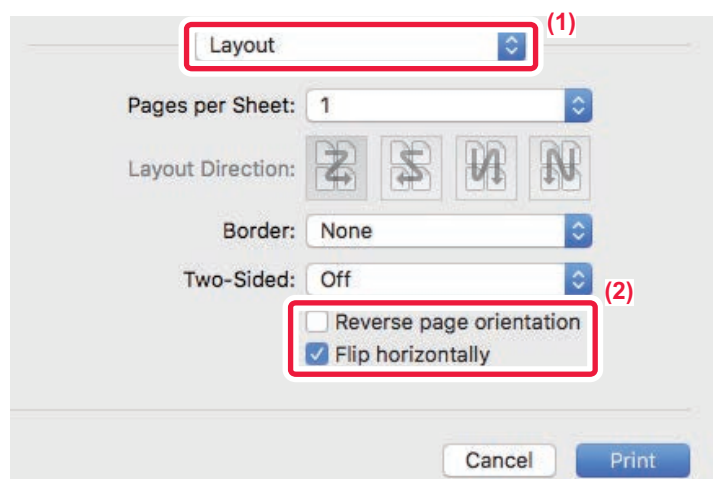 (1)
Layout
Pages per Sheet: 1
Layout Direction:
Border: None
Two-Sided: Off
(2)
Reverse page orientation
Flip horizontally
Cancel Print